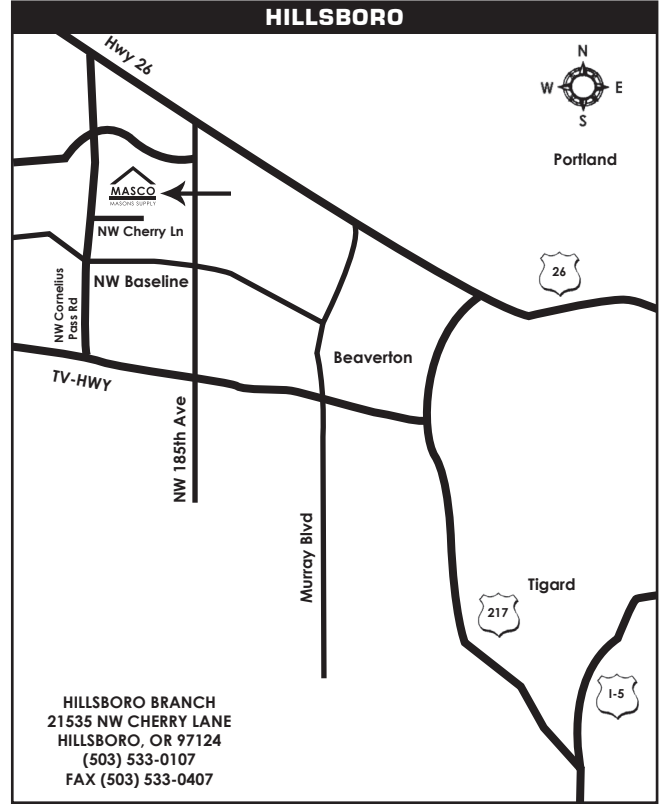 HILLSBORO
Hwy 26
N
W
E
S
Portland
MASCO
MASONS SUPPLY
NW Cherry Ln
26
NW Baseline
NW Cornelius
Pass Rd
Beaverton
TV-HWY
NW 185th Ave
Murray Blvd
Tigard
217
I-5
HILLSBORO BRANCH
21535 NW CHERRY LANE
HILLSBORO, OR 97124
(503) 533-0107
FAX (503) 533-0407